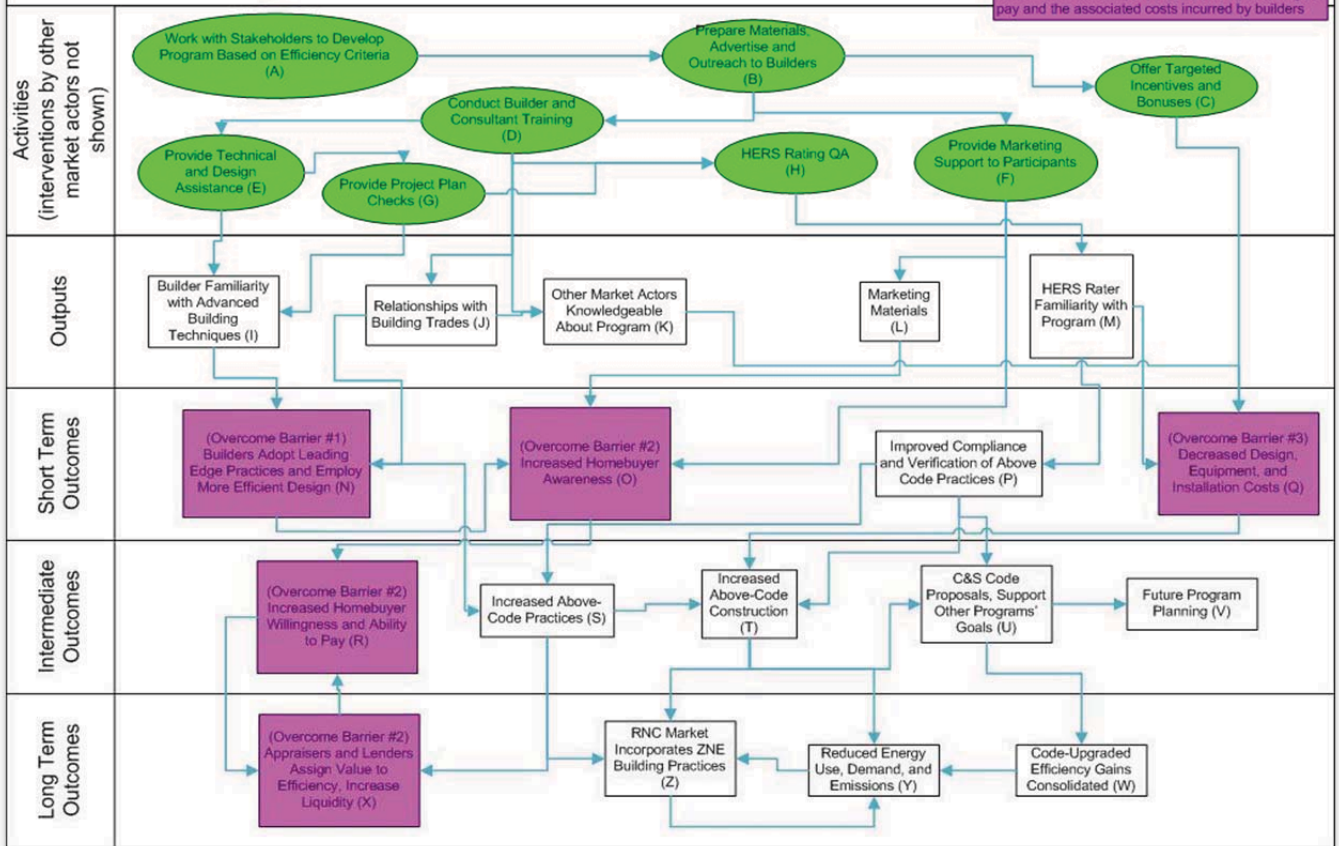 pay and the associated costs incurred by builders
Activities
(interventions by other
market actors not
shown)
Work with Stakeholders to Develop
Program Based on Efficiency Criteria
(A)
Prepare Materials,
Advertise and
Outreach to Builders
(B)
Offer Targeted
Incentives and
Bonuses (C)
Conduct Builder and
Consultant Training
(D)
Provide Technical
and Design
Assistance (E)
Provide Project Plan
Checks (G)
HERS Rating QA
(H)
Provide Marketing
Support to Participants
(F)
Outputs
Builder Familiarity
with Advanced
Building
Techniques (I)
Relationships with
Building Trades (J)
Other Market Actors
Knowledgeable
About Program (K)
Marketing
Materials
(L)
HERS Rater
Familiarity with
Program (M)
Short Term
Outcomes
(Overcome Barrier #1)
Builders Adopt Leading
Edge Practices and Employ
More Efficient Design (N)
(Overcome Barrier #2)
Increased Homebuyer
Awareness (O)
Improved Compliance
and Verification of Above
Code Practices (P)
(Overcome Barrier #3)
Decreased Design,
Equipment, and
Installation Costs (Q)
Intermediate
Outcomes
(Overcome Barrier #2)
Increased Homebuyer
Willingness and Ability
to Pay (R)
Increased Above-
Code Practices (S)
Increased
Above-Code
Construction
(T)
C&S Code
Proposals, Support
Other Programs'
Goals (U)
Future Program
Planning (V)
Long Term
Outcomes
(Overcome Barrier #2)
Appraisers and Lenders
Assign Value to
Efficiency, Increase
Liquidity (X)
RNC Market
Incorporates ZNE
Building Practices
(Z)
Reduced Energy
Use, Demand, and
Emissions (Y)
Code-Upgraded
Efficiency Gains
Consolidated (W)